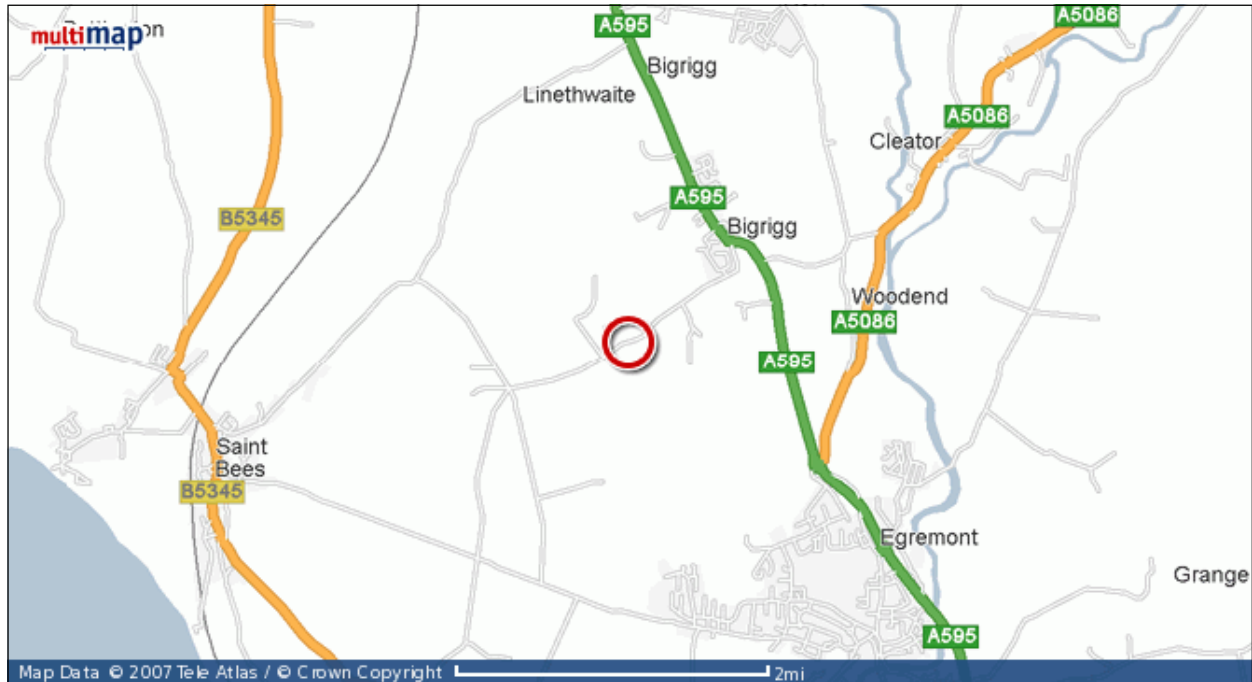 multimap
A595
A5086
Bigrigg
Linethwaite
A5086
Cleator
A595
B5345
Bigrigg
Woodend
A5086
A595
Saint
Bees
B5345
Egremont
Grange
A595
Map Data © 2007 Tele Atlas / © Crown Copyright
2mi